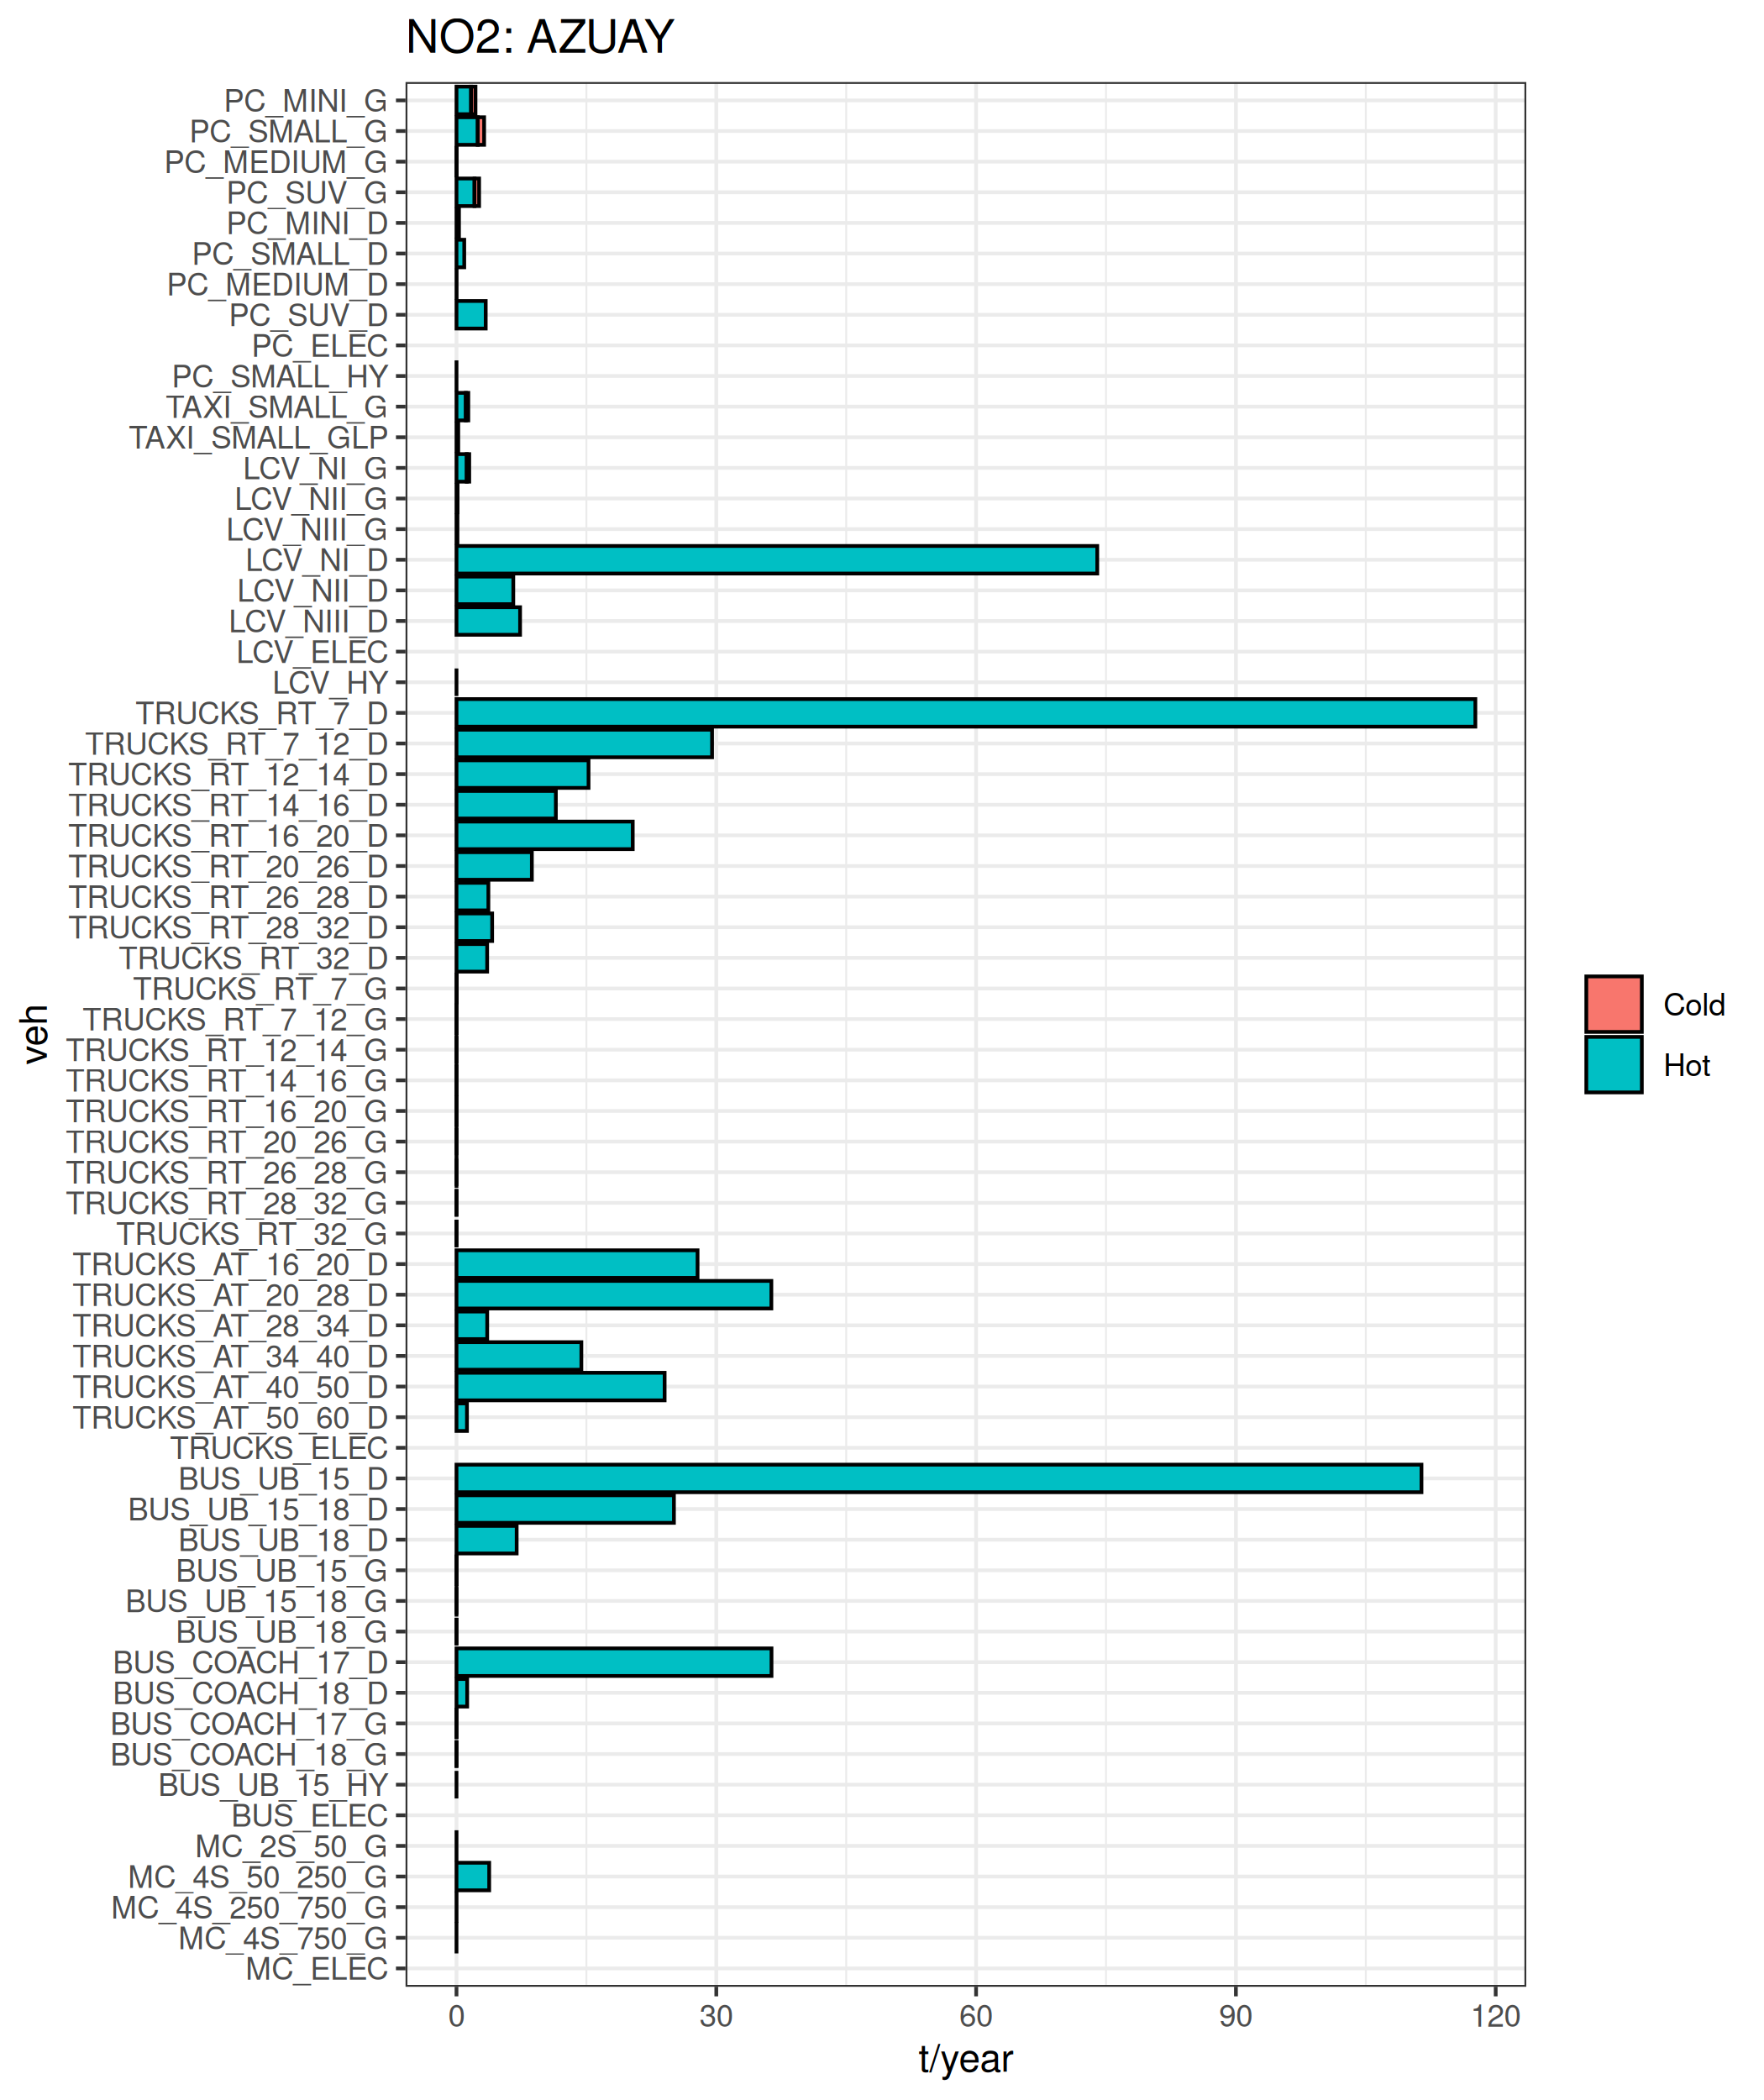 NO2: AZUAY
PC_MINI_G
PC_SMALL_G
PC_MEDIUM_G
PC_SUV_G
PC_MINI_D
PC_SMALL_D
PC_MEDIUM_D
PC_SUV_D
PC_ELEC
PC_SMALL_HY
TAXI_SMALL_G
TAXI_SMALL_GLP
LCV_NI_G
LCV_NII_G
LCV_NIII_G
LCV_NI_D
LCV_NII_D
LCV_NIII_D
LCV_ELEC
LCV_HY
TRUCKS_RT_7_D
TRUCKS_RT_7_12_D
TRUCKS_RT_12_14_D
TRUCKS_RT_14_16_D
TRUCKS_RT_16_20_D
TRUCKS_RT_20_26_D
TRUCKS_RT_26_28_D
TRUCKS_RT_28_32_D
TRUCKS_RT_32_D
TRUCKS_RT_7_G
TRUCKS_RT_7_12_G
TRUCKS_RT_12_14_G
TRUCKS_RT_14_16_G
TRUCKS_RT_16_20_G
TRUCKS_RT_20_26_G
TRUCKS_RT_26_28_G
TRUCKS_RT_28_32_G
TRUCKS_RT_32_G
TRUCKS_AT_16_20_D
TRUCKS_AT_20_28_D
TRUCKS_AT_28_34_D
TRUCKS_AT_34_40_D
TRUCKS_AT_40_50_D
TRUCKS_AT_50_60_D
TRUCKS_ELEC
BUS_UB_15_D
BUS_UB_15_18_D
BUS_UB_18_D
BUS_UB_15_G
BUS_UB_15_18_G
BUS_UB_18_G
BUS_COACH_17_D
BUS_COACH_18_D
BUS_COACH_17_G
BUS_COACH_18_G
BUS_UB_15_HY
BUS_ELEC
MC_2S_50_G
MC_4S_50_250_G
MC_4S_250_750_G
MC_4S_750_G
MC_ELEC
veh
0 30 60 90 120
t/year
Cold
Hot